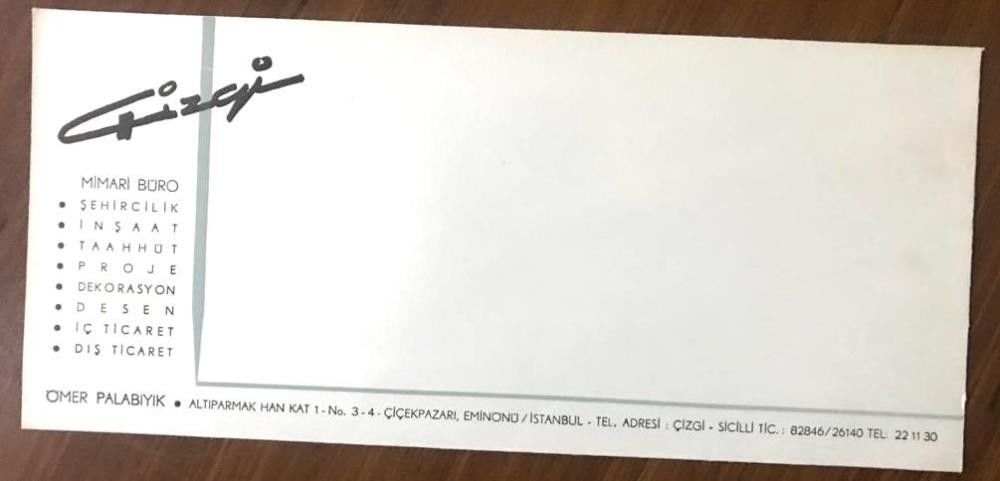 Çizgi
MİMARİ BÜRO
• ŞEHİRCİLİK
• İNŞAAT
• TAAHHÜT
• PROJE
• DEKORASYON
• DESEN
• İÇ TİCARET
• DIŞ TİCARET
ÖMER PALABIYIK • ALTIPARMAK HAN KAT 1 - No. 3 - 4 - ÇİÇEKPAZARI, EMİNÖNÜ / İSTANBUL - TEL. ADRESİ : ÇİZGİ - SİCİLLİ TİC. : 82846/26140 TEL. 22 11 30